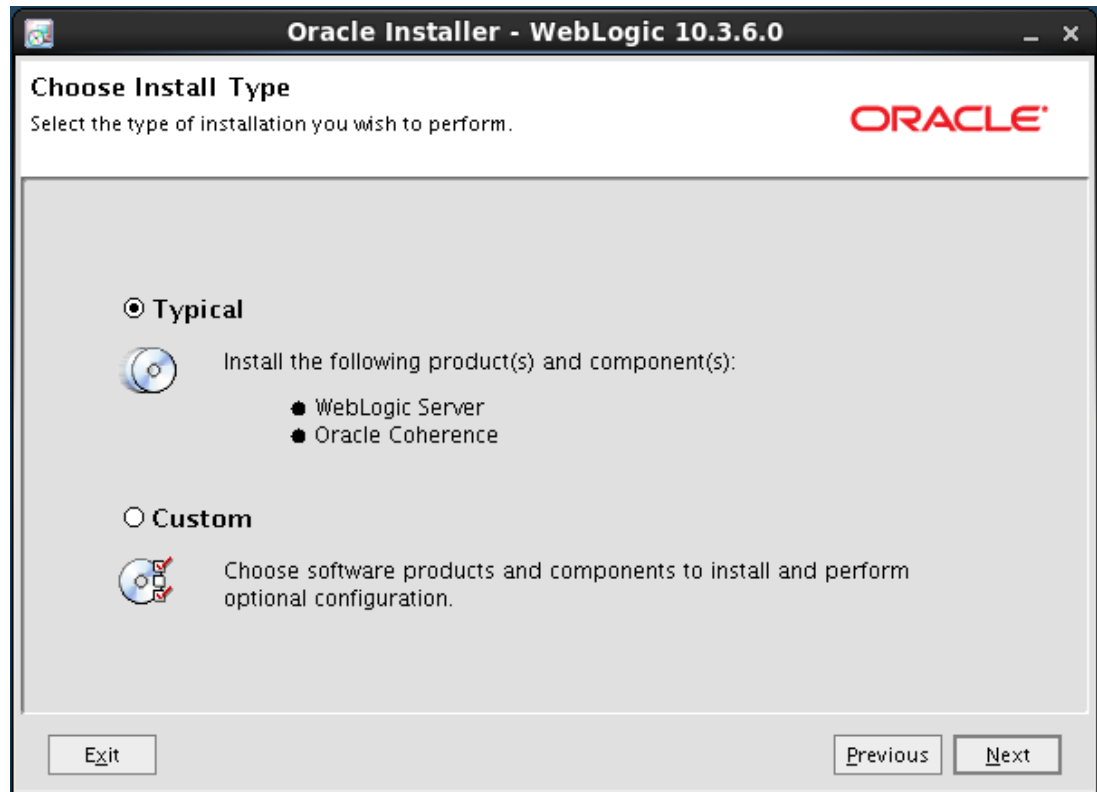 Oracle Installer - WebLogic 10.3.6.0
Choose Install Type
Select the type of installation you wish to perform.
ORACLE
Typical
Install the following product(s) and component(s):
WebLogic Server
Oracle Coherence
Custom
Choose software products and components to install and perform
optional configuration.
Exit
Previous
Next